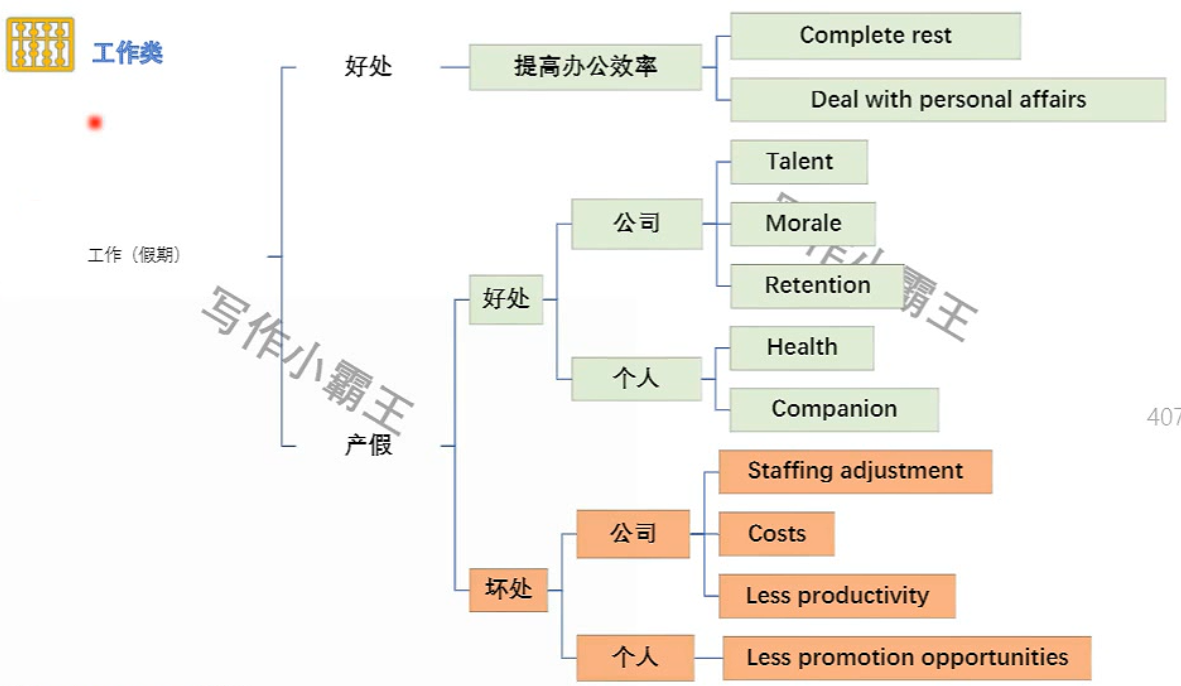 工作类
好处
提高办公效率
Complete rest
Deal with personal affairs
工作（假期）
产假
好处
公司
Talent
Morale
Retention
个人
Health
Companion
坏处
公司
Staffing adjustment
Costs
Less productivity
个人
Less promotion opportunities
写作小霸王
写作小霸王
407